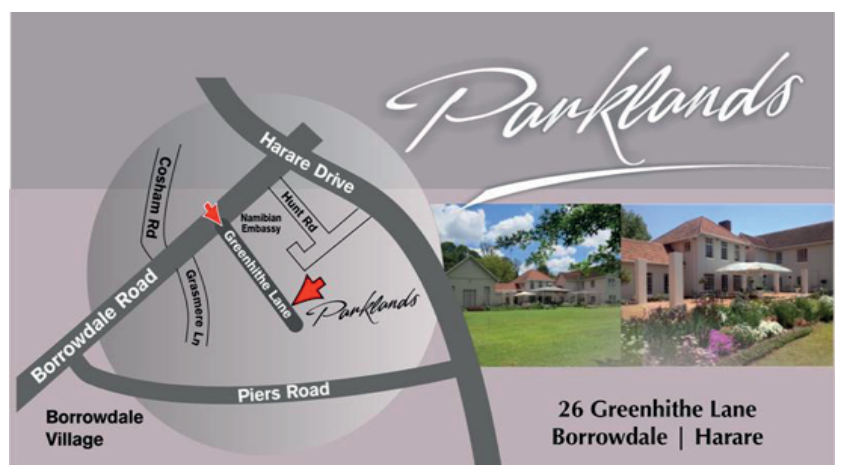 Parklands
Harare Drive
Cosham Rd
Hunt Rd
Namibian
Embassy
Greenhithe Lane
Grasmere Ln
Parklands
Borrowdale Road
Piers Road
Borrowdale
Village
26 Greenhithe Lane
Borrowdale | Harare